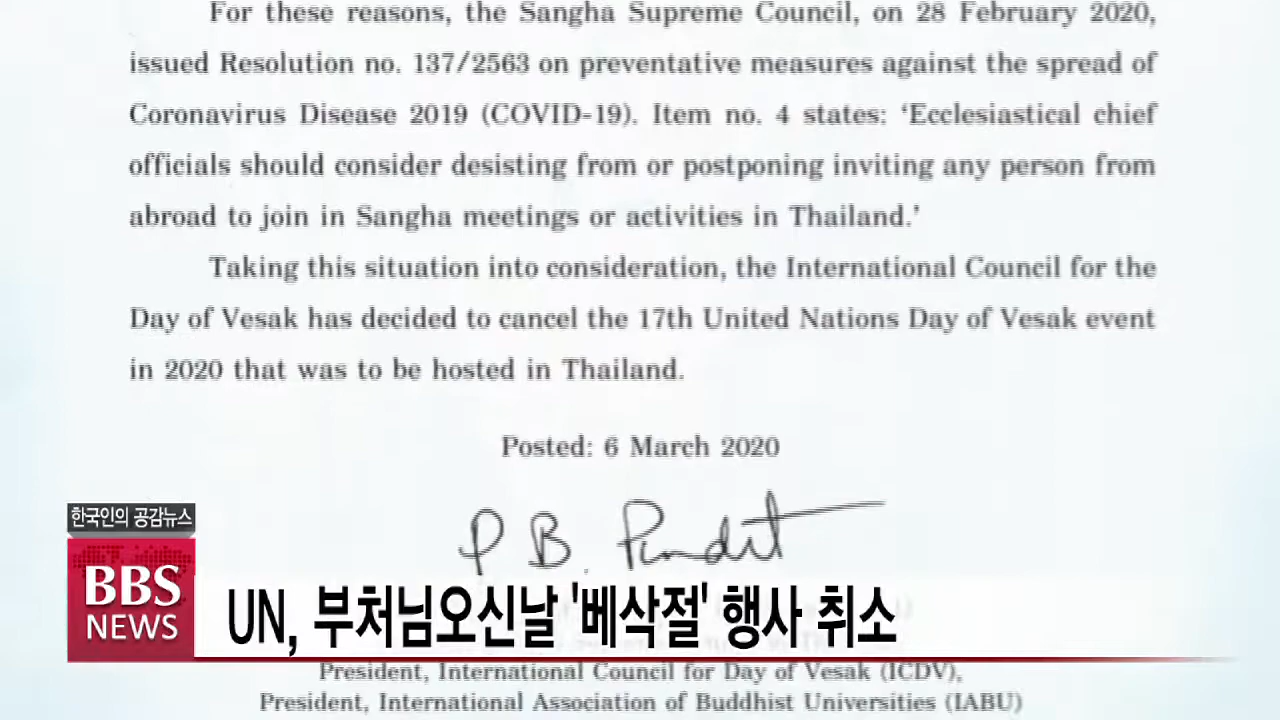 For these reasons, the Sangha Supreme Council, on 28 February 2020,
issued Resolution no. 137/2563 on preventative measures against the spread of
Coronavirus Disease 2019 (COVID-19). Item no. 4 states: ‘Ecclesiastical chief
officials should consider desisting from or postponing inviting any person from
abroad to join in Sangha meetings or activities in Thailand.’
Taking this situation into consideration, the International Council for the
Day of Vesak has decided to cancel the 17th United Nations Day of Vesak event
in 2020 that was to be hosted in Thailand.
Posted: 6 March 2020
P B. Pandit
한국인의 공감뉴스
BBS
NEWS
UN, 부처님오신날 '베삭절' 행사 취소
President, International Council for Day of Vesak (ICDV),
President, International Association of Buddhist Universities (IABU)